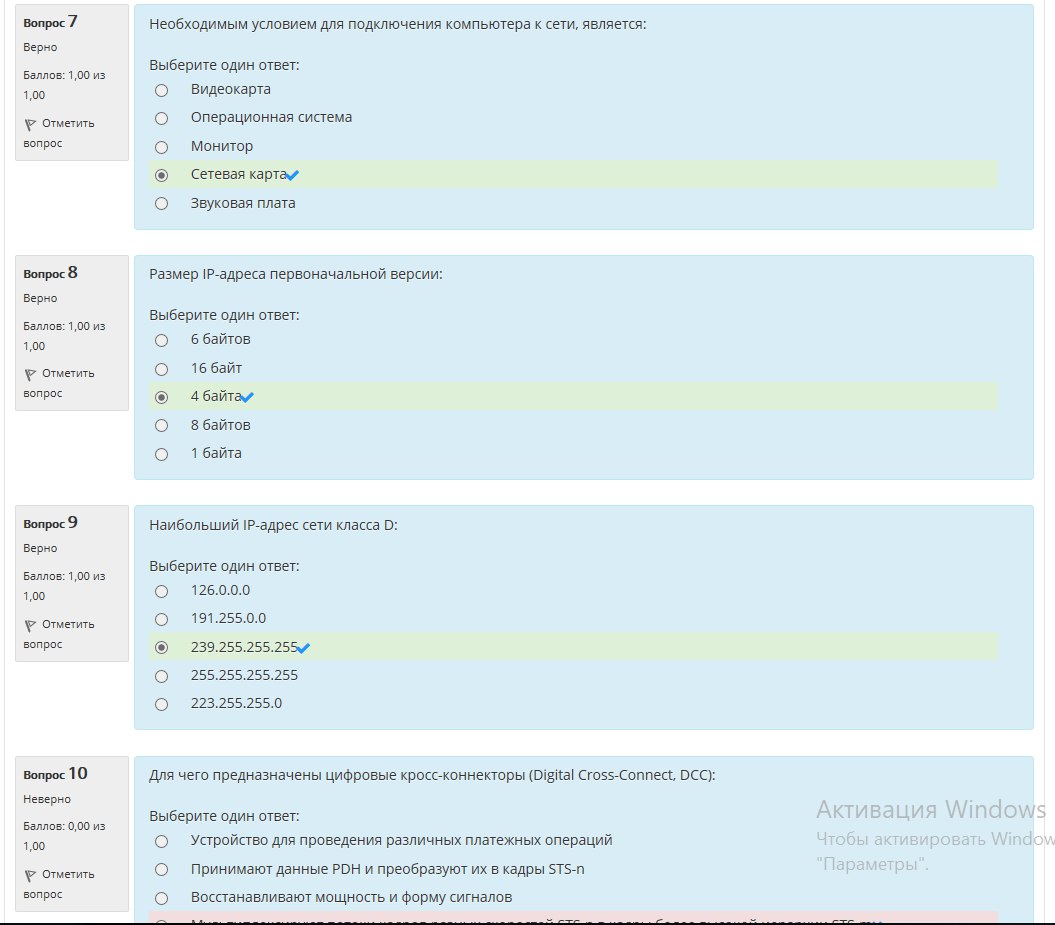 Вопрос 7
Верно
Баллов: 1,00 из
1,00
Отметить
вопрос
Необходимым условием для подключения компьютера к сети, является:
Выберите один ответ:
Видеокарта
Операционная система
Монитор
Сетевая карта
Звуковая плата
Вопрос 8
Верно
Баллов: 1,00 из
1,00
Отметить
вопрос
Размер IP-адреса первоначальной версии:
Выберите один ответ:
6 байтов
16 байт
4 байта
8 байтов
1 байта
Вопрос 9
Верно
Баллов: 1,00 из
1,00
Отметить
вопрос
Наибольший IP-адрес сети класса D:
Выберите один ответ:
126.0.0.0
191.255.0.0
239.255.255.255
255.255.255.255
223.255.255.0
Вопрос 10
Неверно
Баллов: 0,00 из
1,00
Отметить
вопрос
Для чего предназначены цифровые кросс-коннекторы (Digital Cross-Connect, DCC):
Выберите один ответ:
Устройство для проведения различных платежных операций
Принимают данные PDH и преобразуют их в кадры STS-n
Восстанавливают мощность и форму сигналов
Активация Windows
Чтобы активировать Window
"Параметры".